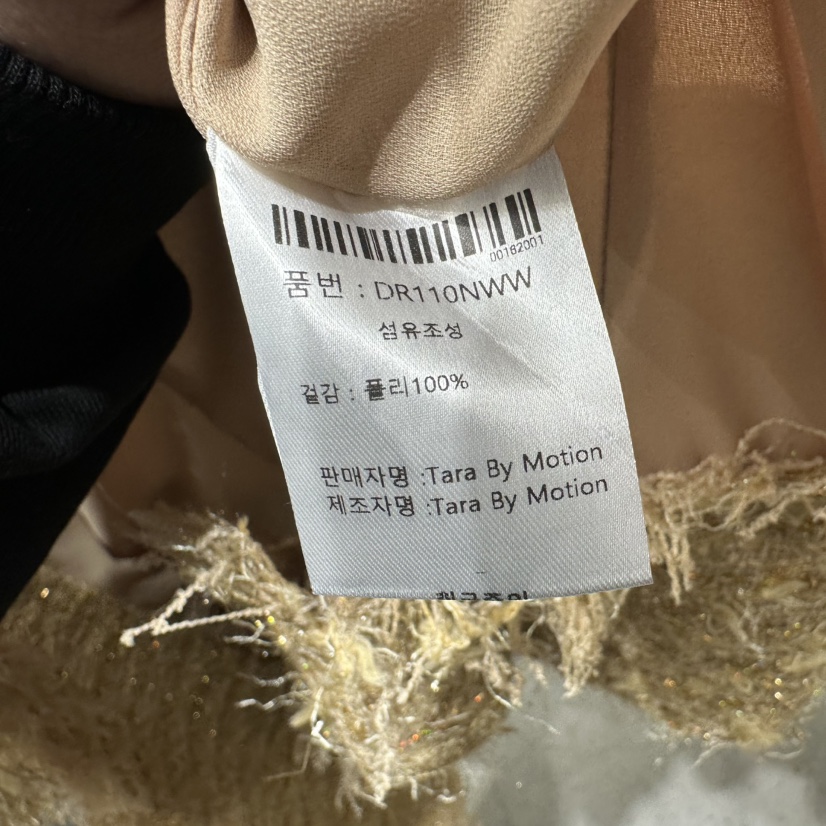 00162001
품번 : DR110NWW
섬유조성
겉감 : 폴리100%
판매자명 :Tara By Motion
제조자명 :Tara By Motion